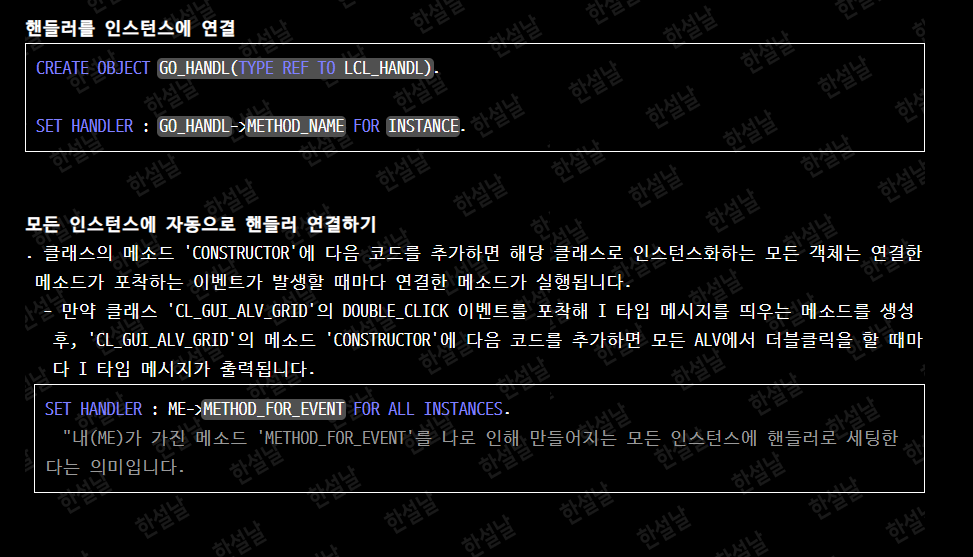 핸들러를 인스턴스에 연결
CREATE OBJECT GO_HANDL(TYPE REF TO LCL_HANDL).
SET HANDLER : GO_HANDL->METHOD_NAME FOR INSTANCE.
모든 인스턴스에 자동으로 핸들러 연결하기
. 클래스의 메소드 'CONSTRUCTOR'에 다음 코드를 추가하면 해당 클래스로 인스턴스화하는 모든 객체는 연결한
메소드가 포착하는 이벤트가 발생할 때마다 연결한 메소드가 실행됩니다.
- 만약 클래스 'CL_GUI_ALV_GRID'의 DOUBLE_CLICK 이벤트를 포착해 I 타입 메시지를 띄우는 메소드를 생성
후, 'CL_GUI_ALV_GRID'의 메소드 'CONSTRUCTOR'에 다음 코드를 추가하면 모든 ALV에서 더블클릭을 할 때마
다 I 타입 메시지가 출력됩니다.
SET HANDLER : ME->METHOD_FOR_EVENT FOR ALL INSTANCES.
"내(ME)가 가진 메소드 'METHOD_FOR_EVENT'를 나로 인해 만들어지는 모든 인스턴스에 핸들러로 세팅한
다는 의미입니다.
한설날